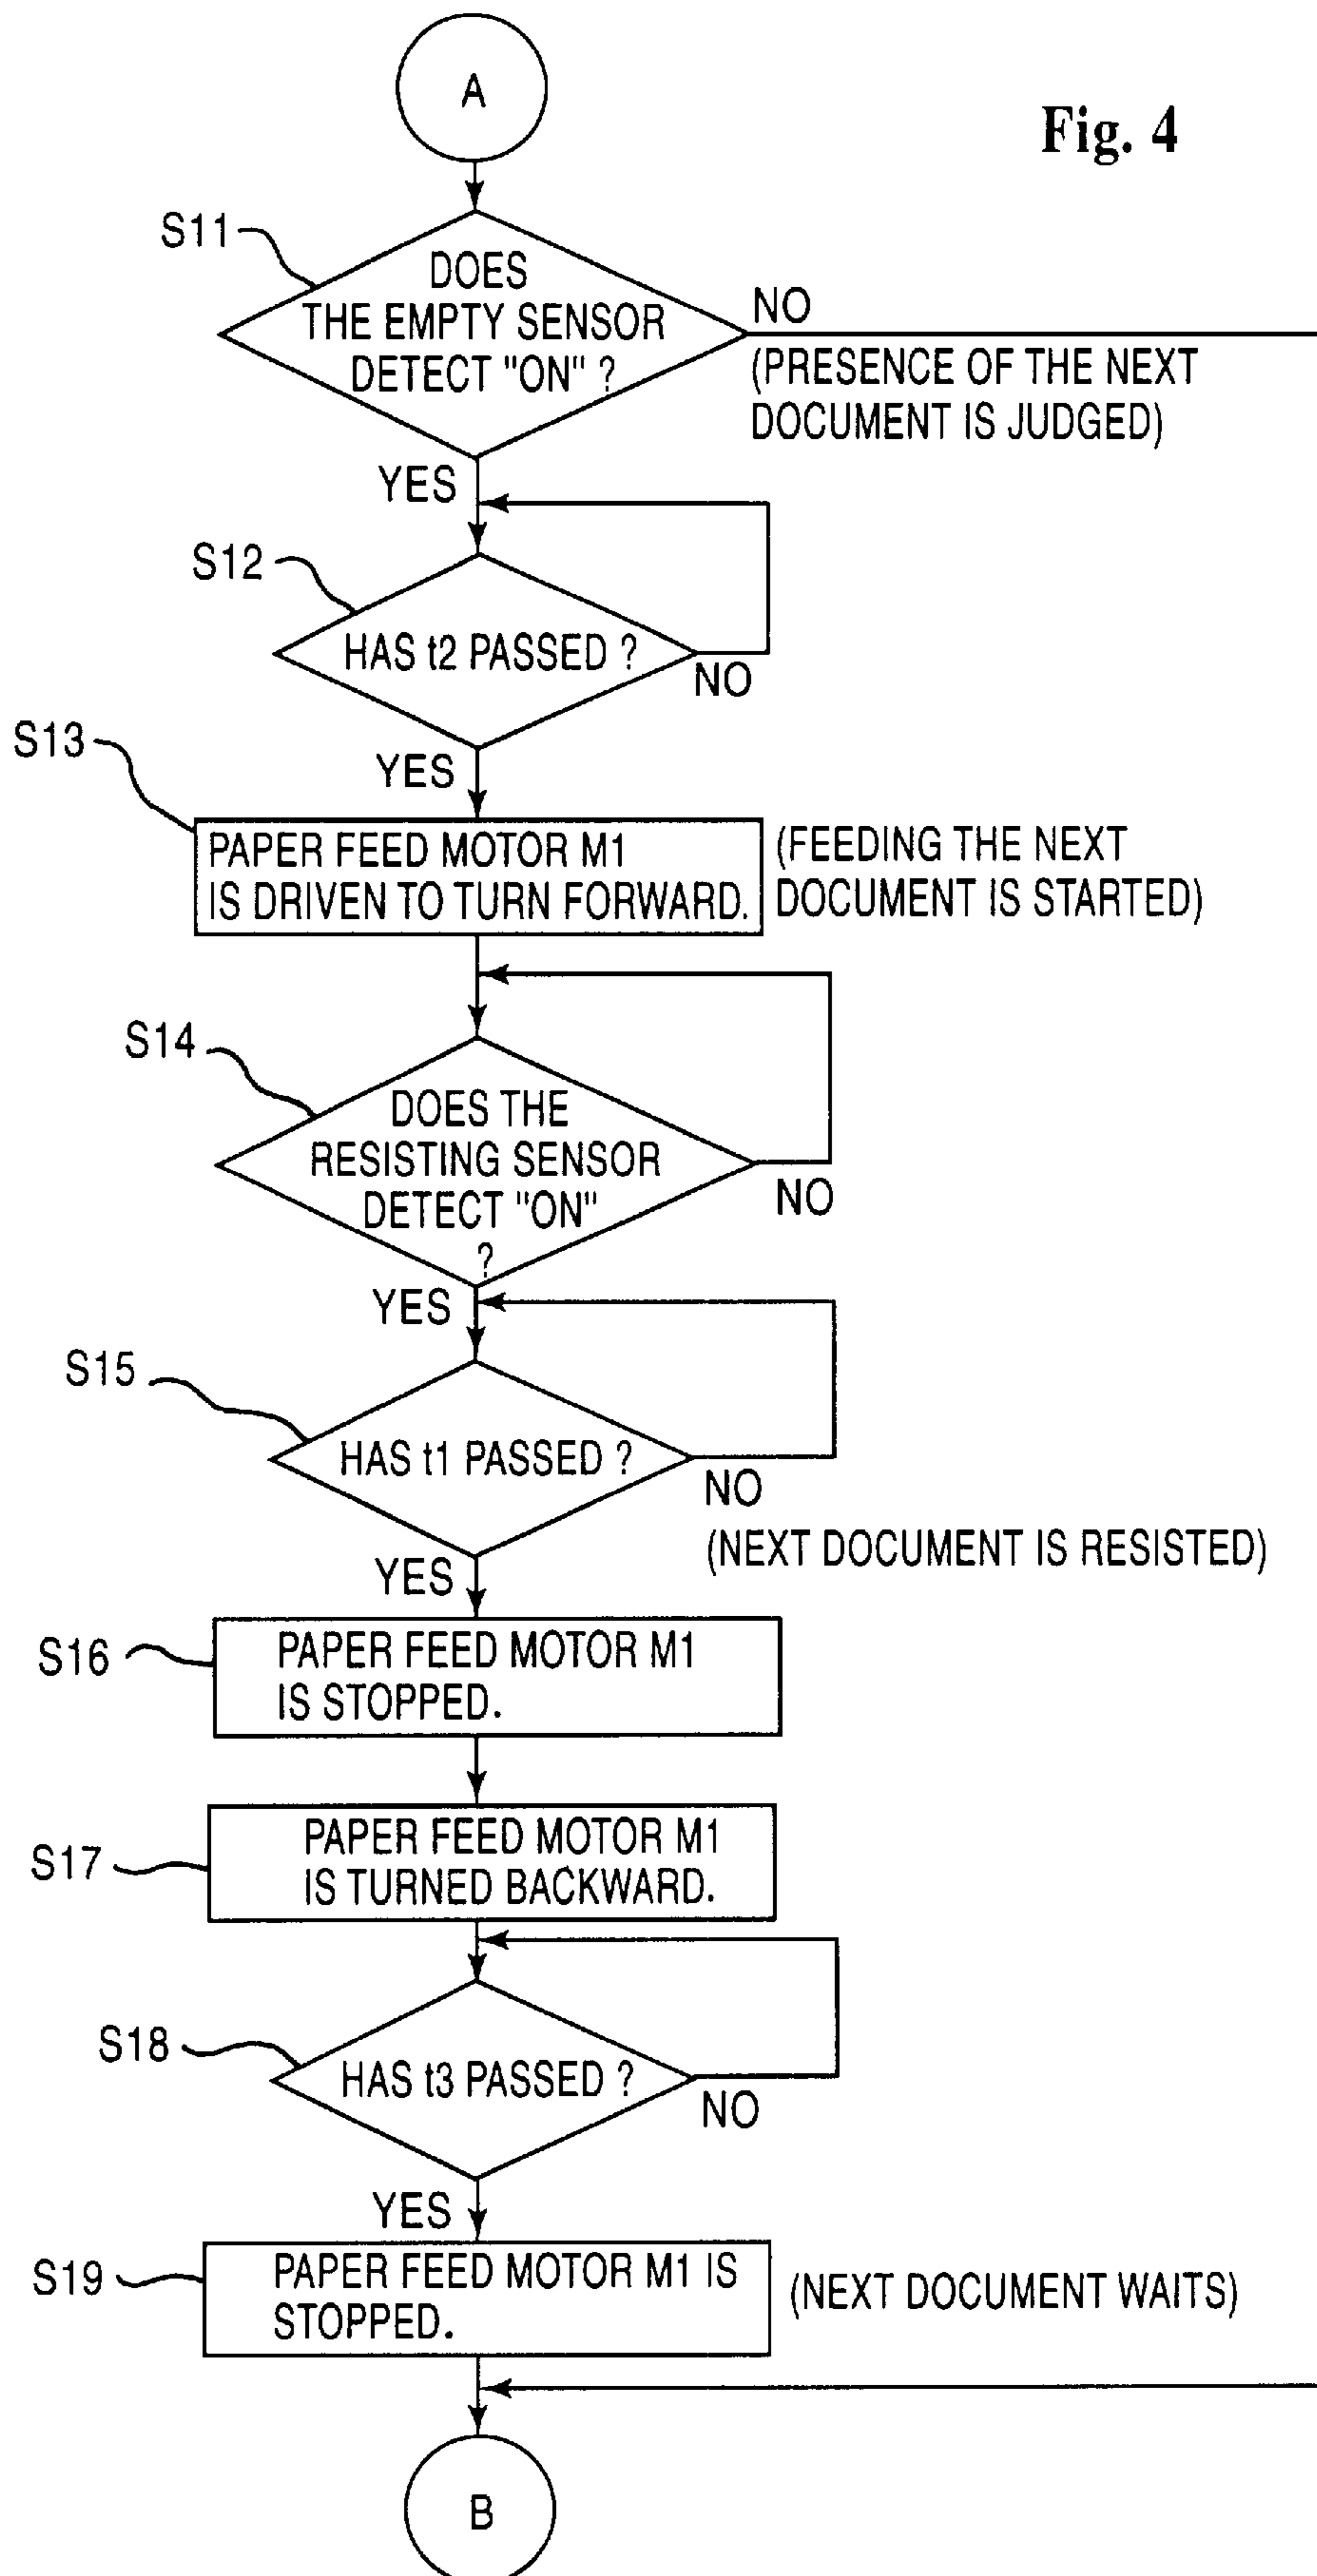 A
Fig. 4
S11
DOES
THE EMPTY SENSOR
DETECT "ON" ?
NO
(PRESENCE OF THE NEXT
DOCUMENT IS JUDGED)
YES
S12
HAS t2 PASSED ?
NO
S13
YES
PAPER FEED MOTOR M1
IS DRIVEN TO TURN FORWARD.
(FEEDING THE NEXT
DOCUMENT IS STARTED)
S14
DOES THE
RESISTING SENSOR
DETECT "ON"
?
NO
YES
S15
HAS t1 PASSED ?
NO
(NEXT DOCUMENT IS RESISTED)
YES
S16
PAPER FEED MOTOR M1
IS STOPPED.
S17
PAPER FEED MOTOR M1
IS TURNED BACKWARD.
S18
HAS t3 PASSED ?
NO
YES
S19
PAPER FEED MOTOR M1 IS
STOPPED.
(NEXT DOCUMENT WAITS)
B